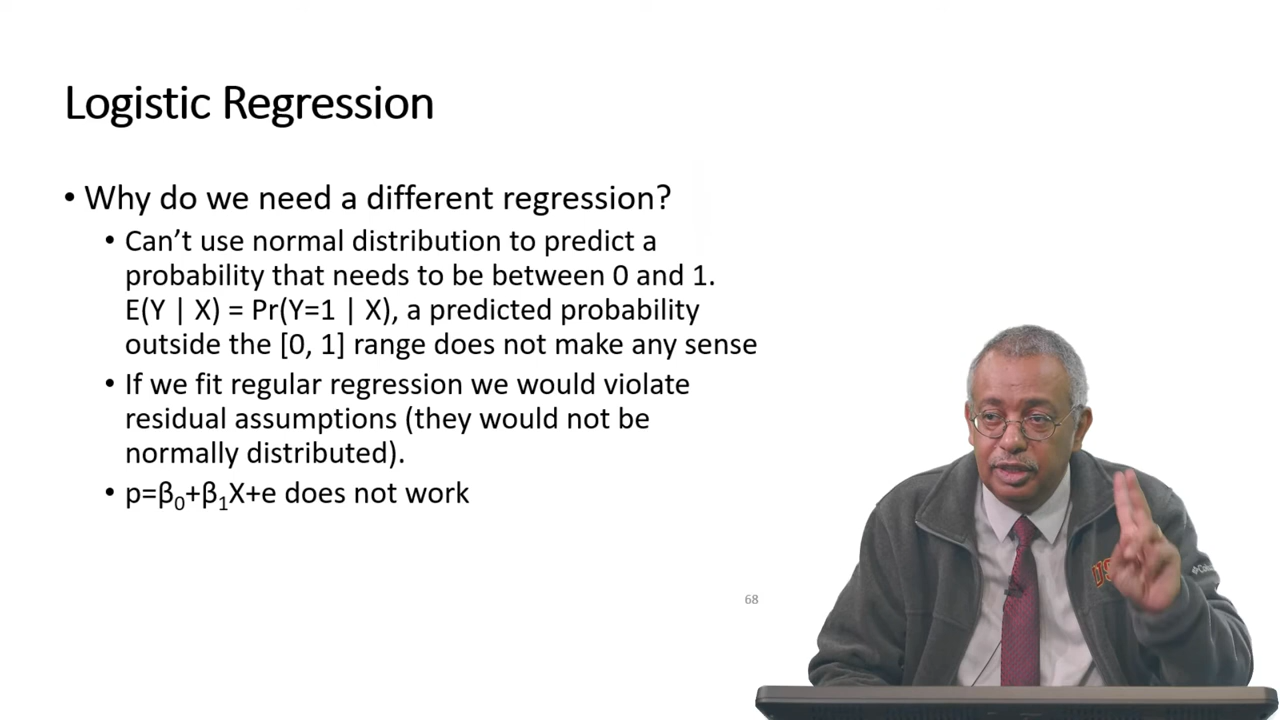 Logistic Regression
• Why do we need a different regression?
• Can’t use normal distribution to predict a
probability that needs to be between 0 and 1.
E(Y | X) = Pr(Y=1 | X), a predicted probability
outside the [0, 1] range does not make any sense
• If we fit regular regression we would violate
residual assumptions (they would not be
normally distributed).
• p=β₀+β₁X+e does not work
68